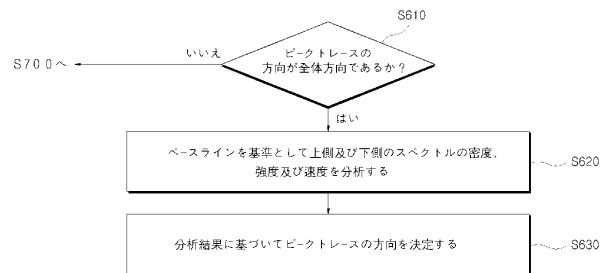 S610
ピークトレースの
方向が全体方向であるか？
いいえ
S700へ
はい
ベースラインを基準として上側及び下側のスペクトルの密度、
強度及び速度を分析する
S620
分析結果に基づいてピークトレースの方向を決定する
S630